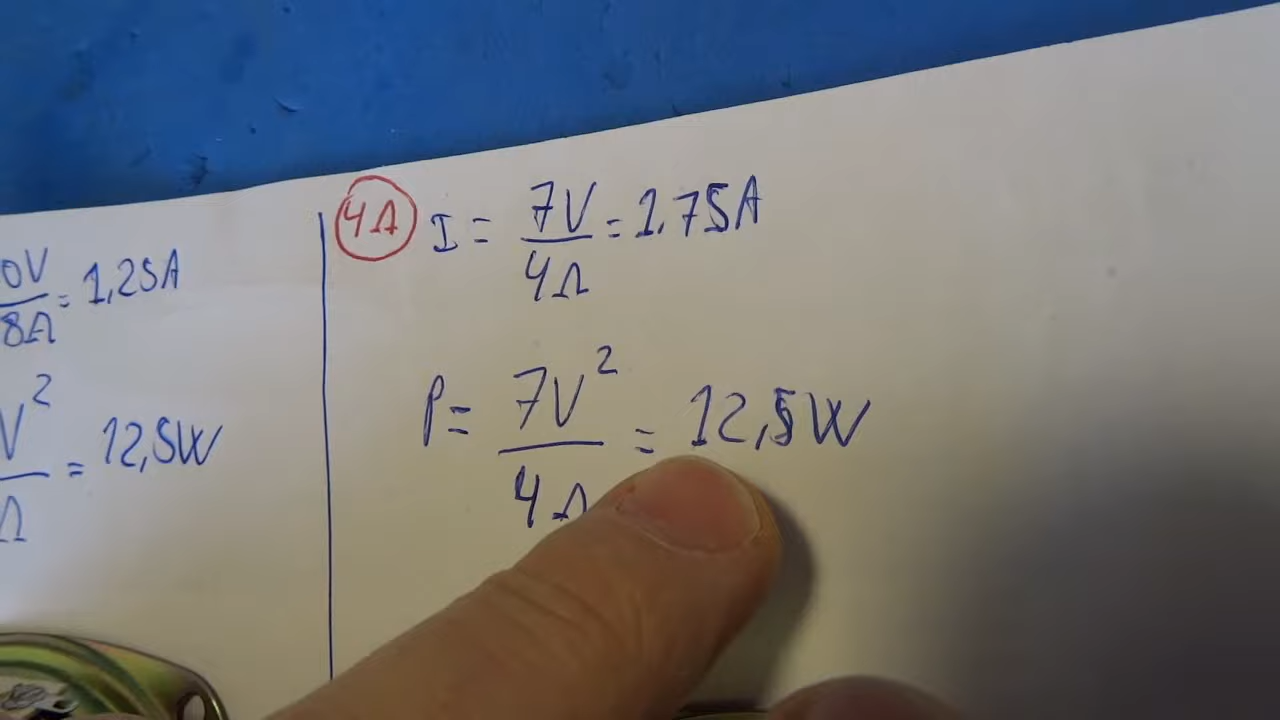 0V/8Ω = 1,25A
V² / Ω = 12,5W
4Ω I = 7V/4Ω = 1.75A
P = 7V²/4Ω = 12,5W